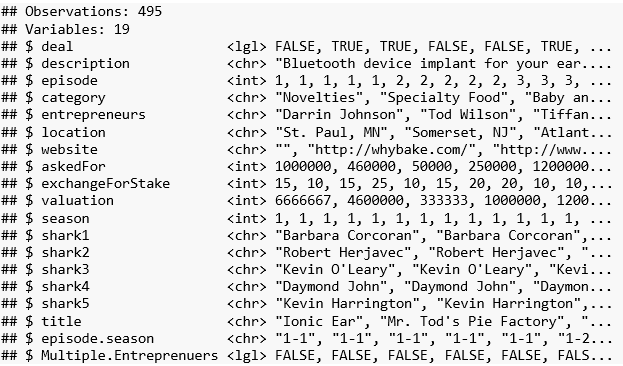 ## Observations: 495
## Variables: 19
## $ deal <lgl> FALSE, TRUE, TRUE, FALSE, FALSE, TRUE, ...
## $ description <chr> "Bluetooth device implant for your ear....
## $ episode <int> 1, 1, 1, 1, 1, 2, 2, 2, 2, 2, 3, 3, 3, ...
## $ category <chr> "Novelties", "Specialty Food", "Baby an...
## $ entrepreneurs <chr> "Darrin Johnson", "Tod Wilson", "Tiffan...
## $ location <chr> "St. Paul, MN", "Somerset, NJ", "Atlant...
## $ website <chr> "", "http://whybake.com/", "http://www....
## $ askedFor <int> 1000000, 460000, 50000, 250000, 1200000...
## $ exchangeForStake <int> 15, 10, 15, 25, 10, 15, 20, 20, 10, 10,...
## $ valuation <int> 6666667, 4600000, 333333, 1000000, 1200...
## $ season <int> 1, 1, 1, 1, 1, 1, 1, 1, 1, 1, 1, 1, 1, ...
## $ shark1 <chr> "Barbara Corcoran", "Barbara Corcoran",...
## $ shark2 <chr> "Robert Herjavec", "Robert Herjavec", "...
## $ shark3 <chr> "Kevin O'Leary", "Kevin O'Leary", "Kevi...
## $ shark4 <chr> "Daymond John", "Daymond John", "Daymon...
## $ shark5 <chr> "Kevin Harrington", "Kevin Harrington",...
## $ title <chr> "Ionic Ear", "Mr. Tod's Pie Factory", "...
## $ episode.season <chr> "1-1", "1-1", "1-1", "1-1", "1-1", "1-2...
## $ Multiple.Entreprenuers <lgl> FALSE, FALSE, FALSE, FALSE, FALSE, FALS...